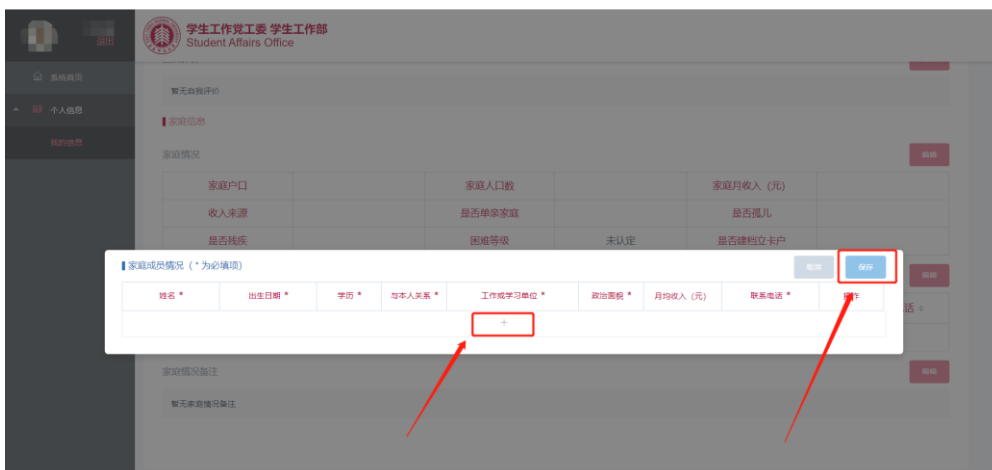 退出
学生工作党工委 学生工作部
Student Affairs Office
系统首页
暂无自我评价
个人信息
家庭信息
我的信息
家庭情况
编辑
家庭户口 家庭人口数 家庭月收入（元）
收入来源 是否单亲家庭 是否孤儿
是否残疾 困难等级 未认定 是否建档立卡户
家庭成员情况（*为必填项）
取消 保存
编辑
姓名 * 出生日期 * 学历 * 与本人关系 * 工作或学习单位 * 政治面貌 * 月均收入（元） 联系电话 * 操作
话
+
家庭情况备注
编辑
暂无家庭情况备注